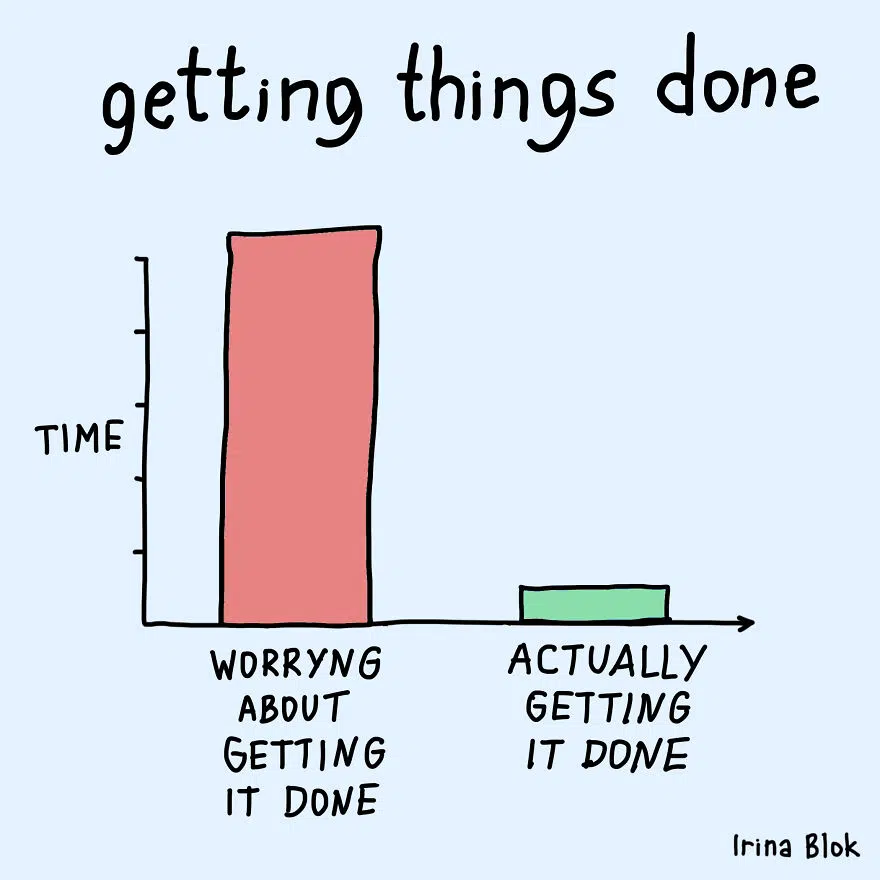 getting things done
TIME
WORRYNG
ABOUT
GETTING
IT DONE
ACTUALLY
GETTING
IT DONE
Irina Blok